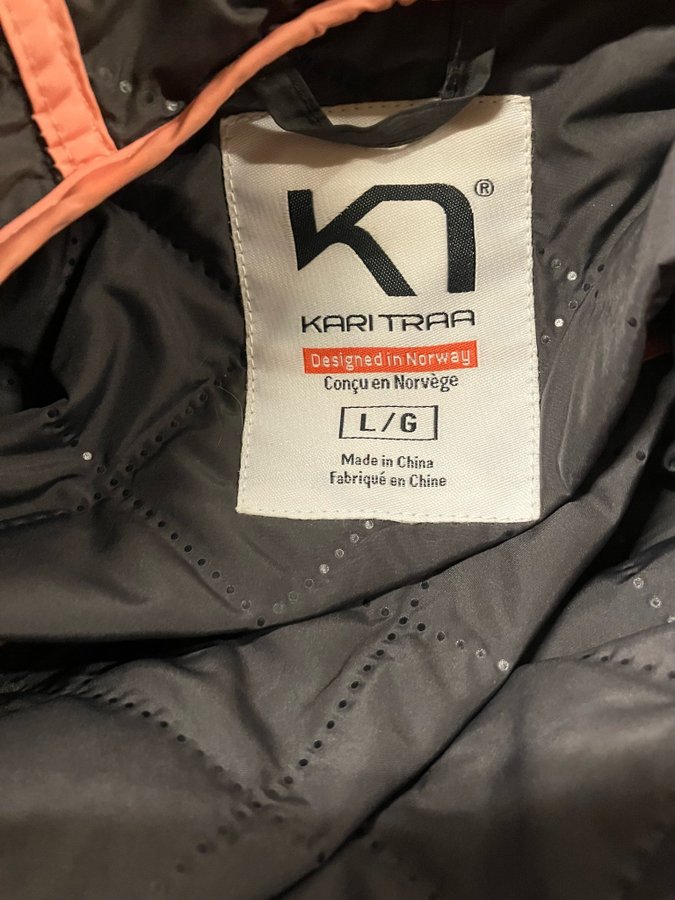 ®
KARI TRAA
Designed in Norway
Conçu en Norvège
L/G
Made in China
Fabriqué en Chine